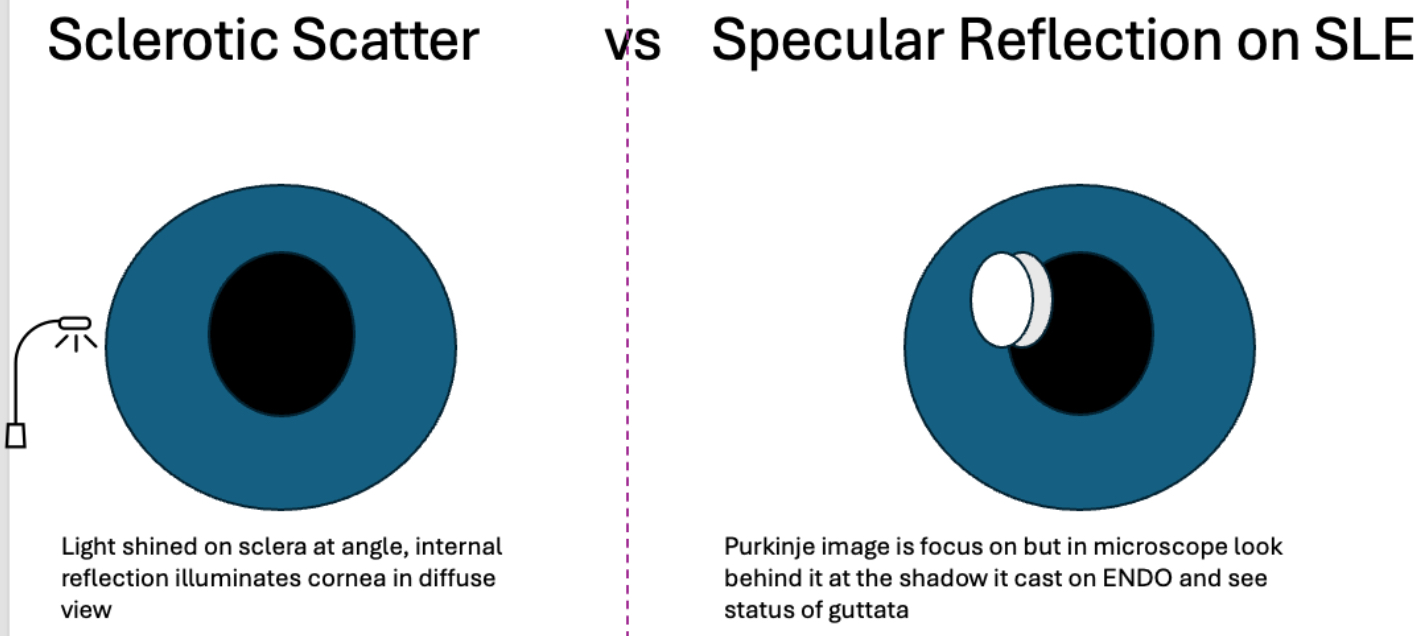 Sclerotic Scatter vs Specular Reflection on SLE
Light shined on sclera at angle, internal
reflection illuminates cornea in diffuse
view
Purkinje image is focus on but in microscope look
behind it at the shadow it cast on ENDO and see
status of guttata